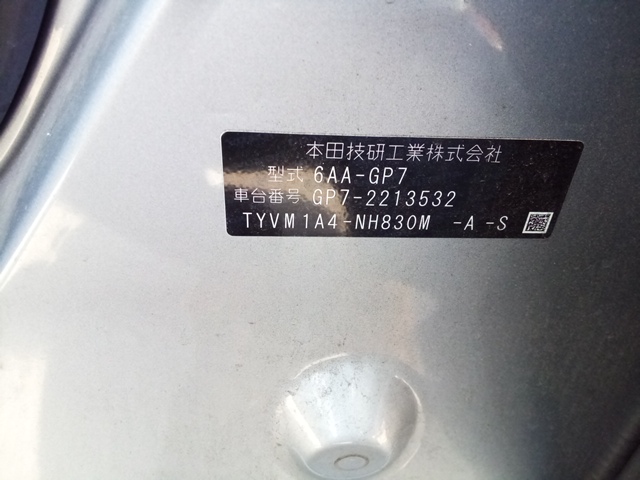 本田技研工業株式会社
型式 6AA-GP7
車台番号 GP7-2213532
TYVM1A4-NH830M -A -S